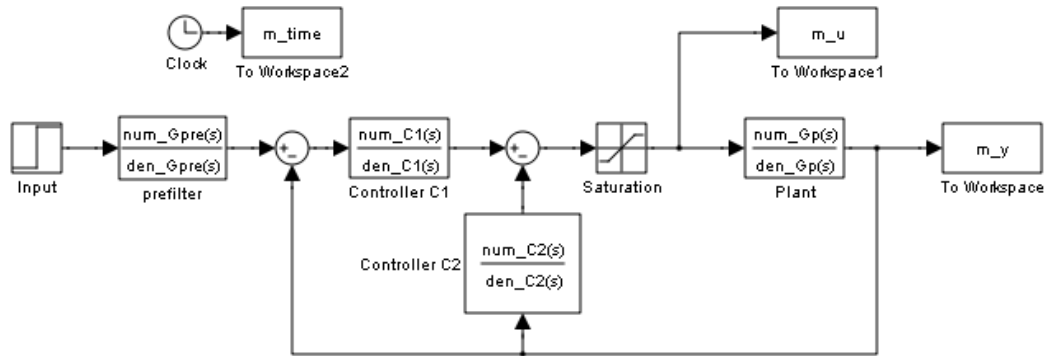 m_time
Clock
To Workspace2
m_u
To Workspace1
Input
num_Gpre(s)
den_Gpre(s)
prefilter
+
-
num_C1(s)
den_C1(s)
Controller C1
+
-
Saturation
num_Gp(s)
den_Gp(s)
Plant
m_y
To Workspace
Controller C2
num_C2(s)
den_C2(s)